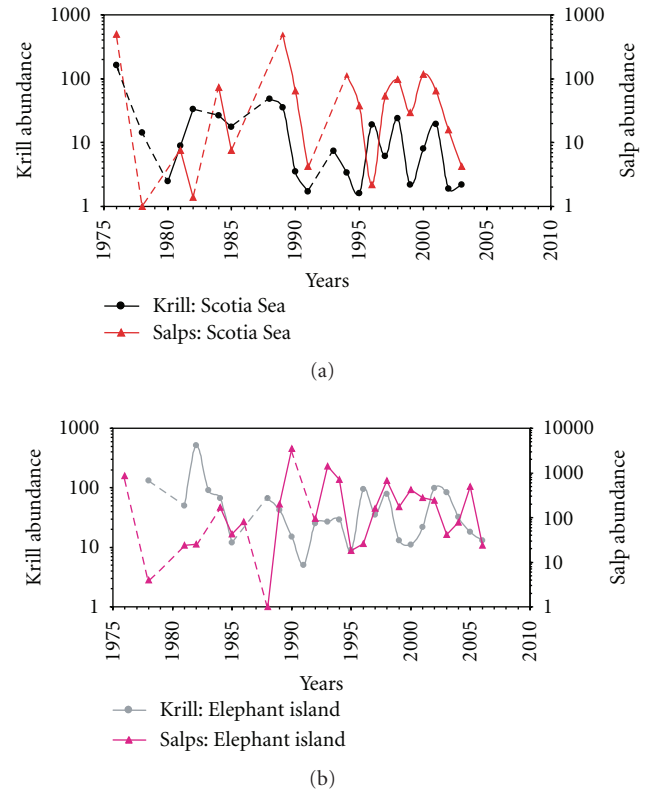 1000 1000
100 100
10 10
1 1
Krill abundance
Salp abundance
1975 1980 1985 1990 1995 2000 2005 2010
Years
Krill: Scotia Sea
Salps: Scotia Sea
(a)
1000 10000
100 1000
10 100
1 10
1
Krill abundance
Salp abundance
1975 1980 1985 1990 1995 2000 2005 2010
Years
Krill: Elephant island
Salps: Elephant island
(b)